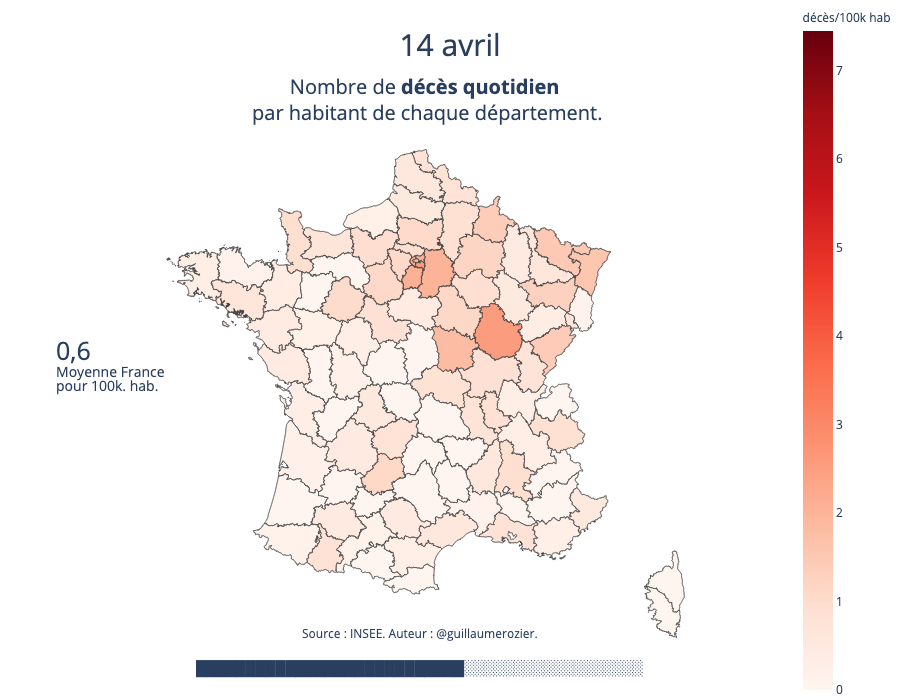 décès/100k hab
14 avril
Nombre de décès quotidien
par habitant de chaque département.
7
6
5
4
3
2
1
0
0,6
Moyenne France
pour 100k. hab.
Source : INSEE. Auteur : @guillaumerozier.